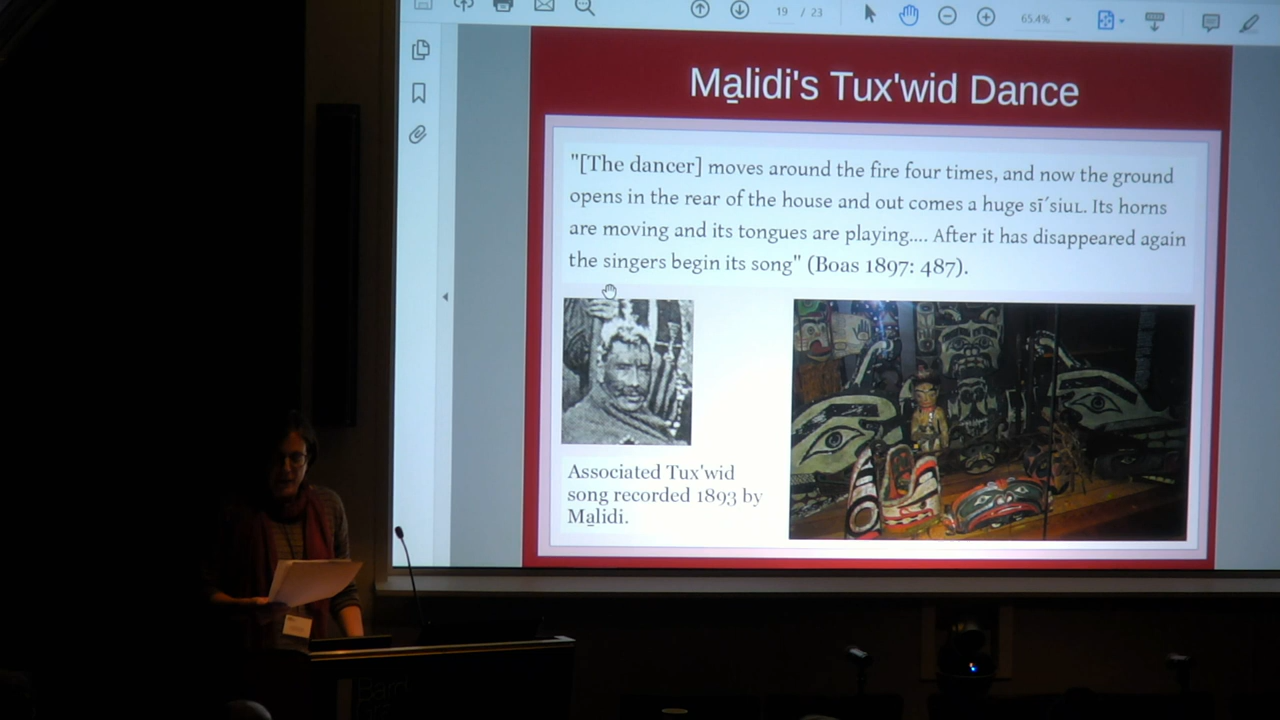 19 / 23
65.4%
Ma̱lidi's Tux'wid Dance
"[The dancer] moves around the fire four times, and now the ground
opens in the rear of the house and out comes a huge sī´siuʟ. Its horns
are moving and its tongues are playing.... After it has disappeared again
the singers begin its song" (Boas 1897: 487).
Associated Tux'wid
song recorded 1893 by
Ma̱lidi.